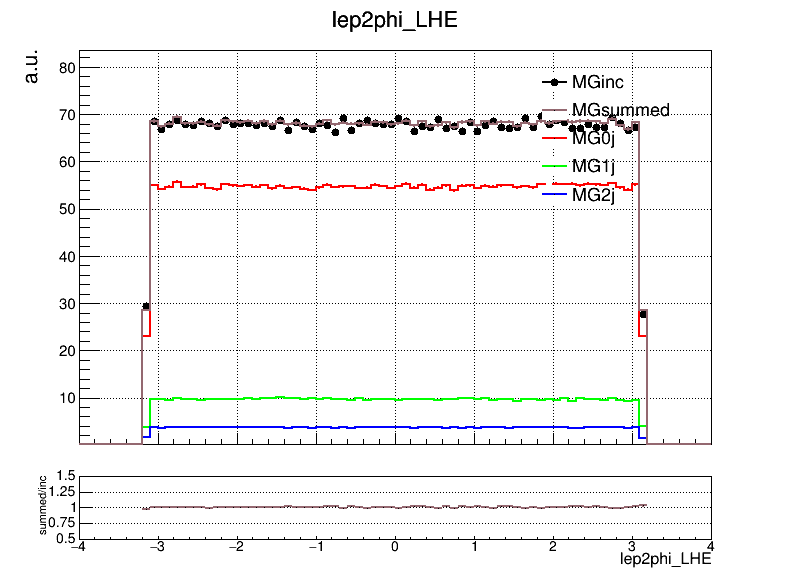 lep2phi_LHE
a.u.
80
70
60
50
40
30
20
10
MGinc
MGsummed
MG0j
MG1j
MG2j
summed/inc
1.5
1.25
1
0.75
0.5
−4 −3 −2 −1 0 1 2 3 4
lep2phi_LHE